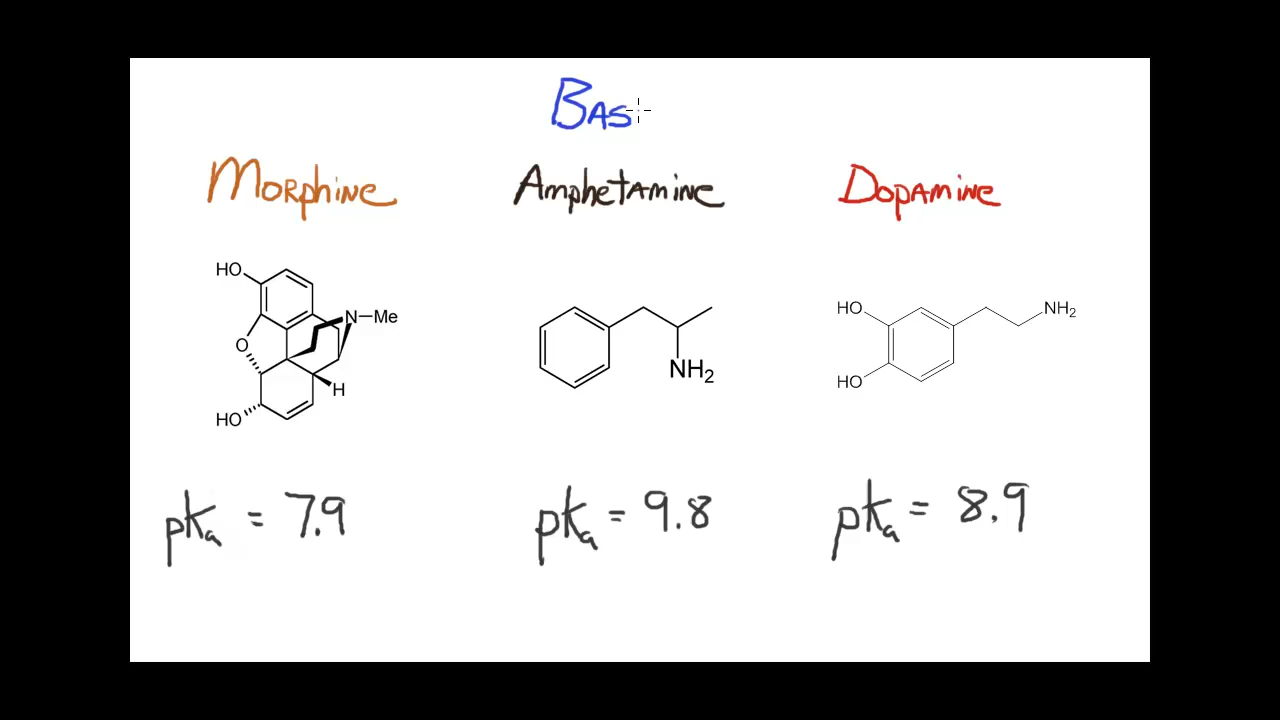 Bas
Morphine Amphetamine Dopamine
HO
N Me
O
H
HO
NH2
HO
NH2
HO
pKa = 7.9 pKa = 9.8 pKa = 8.9